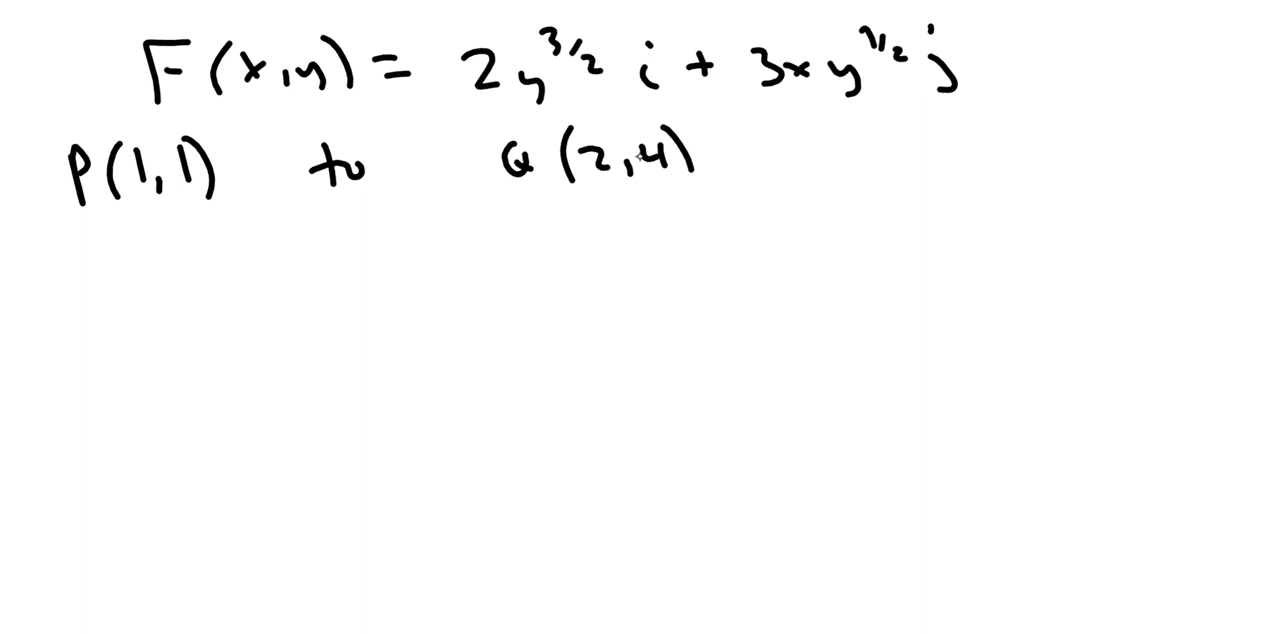 F(x,y) = 2y^{3/2} i + 3xy^{1/2} j
P(1,1) to Q(2,4)